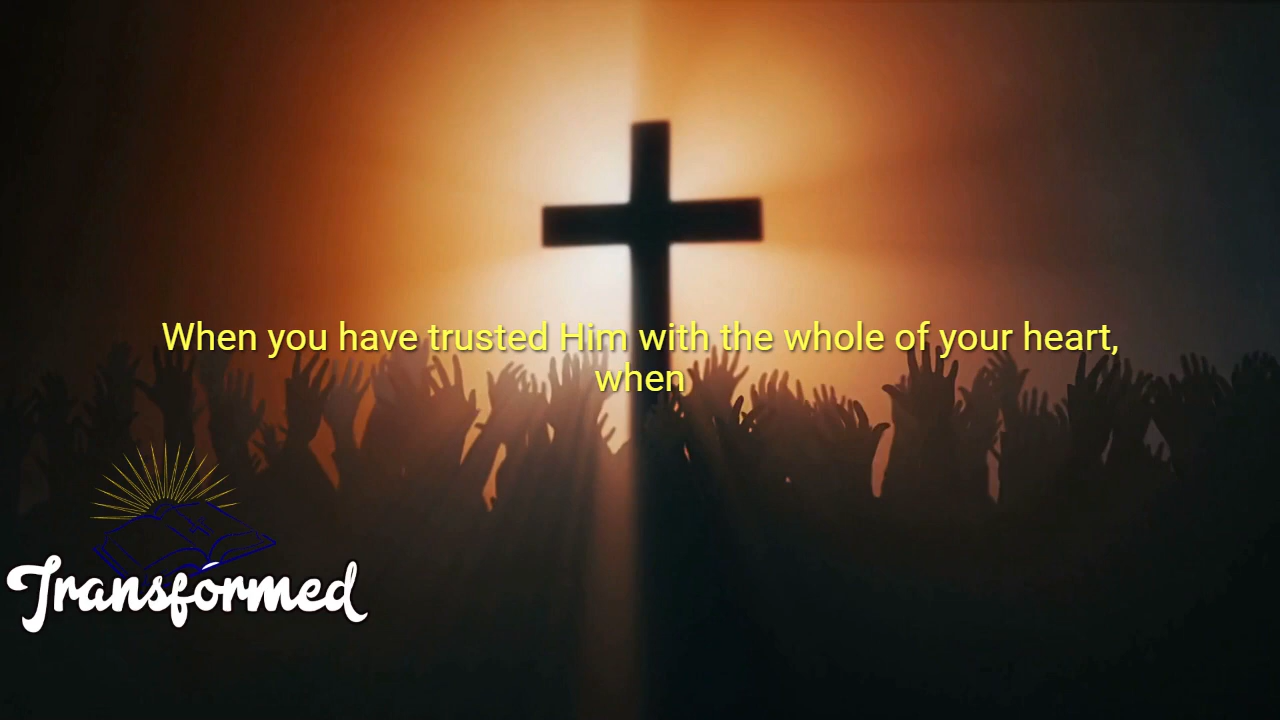 When you have trusted Him with the whole of your heart,
when
Transformed